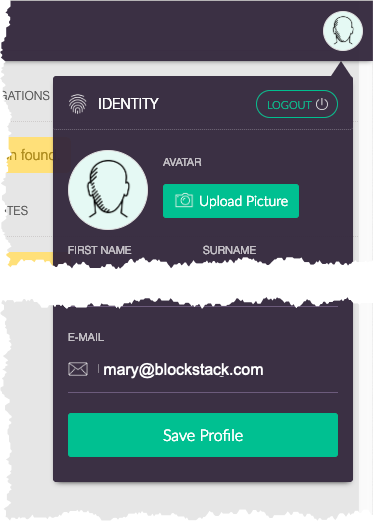 GATIONS
IDENTITY
LOGOUT
AVATAR
n found
Upload Picture
TES
FIRST NAME SURNAME
E-MAIL
mary@blockstack.com
Save Profile